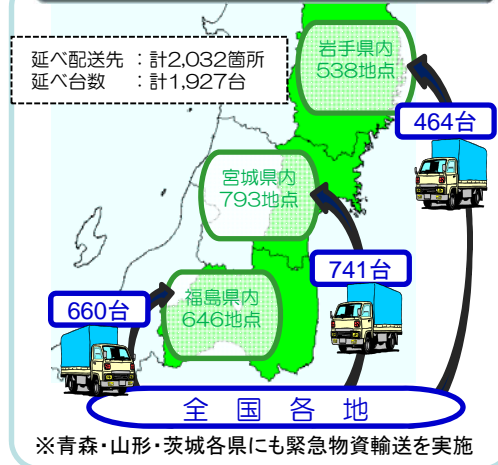 延べ配送先　：計2,032箇所
延べ台数　　：計1,927台
岩手県内
538地点
464台
宮城県内
793地点
741台
福島県内
646地点
660台
全　国　各　地
※青森・山形・茨城各県にも緊急物資輸送を実施